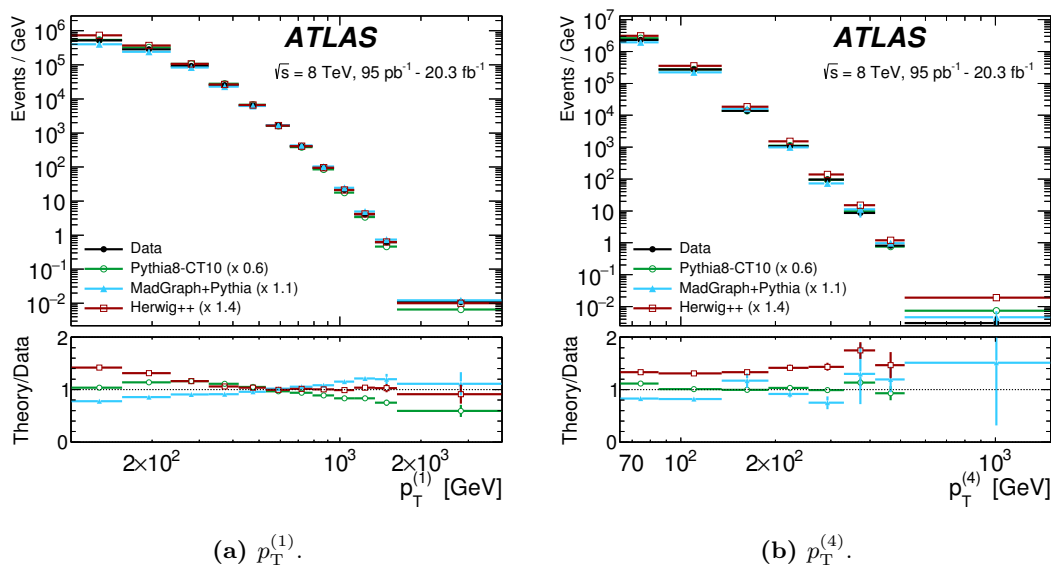 ATLAS
√s = 8 TeV, 95 pb⁻¹ - 20.3 fb⁻¹
Events / GeV
10⁶
10⁵
10⁴
10³
10²
10
1
10⁻¹
10⁻²
Data
Pythia8-CT10 (x 0.6)
MadGraph+Pythia (x 1.1)
Herwig++ (x 1.4)
Theory/Data
2
1
0
2×10² 10³ 2×10³
p_T^(1) [GeV]
(a) p_T^(1).
ATLAS
√s = 8 TeV, 95 pb⁻¹ - 20.3 fb⁻¹
Events / GeV
10⁷
10⁶
10⁵
10⁴
10³
10²
10
1
10⁻¹
10⁻²
Data
Pythia8-CT10 (x 0.6)
MadGraph+Pythia (x 1.1)
Herwig++ (x 1.4)
Theory/Data
2
1
0
70 10² 2×10² 10³
p_T^(4) [GeV]
(b) p_T^(4).